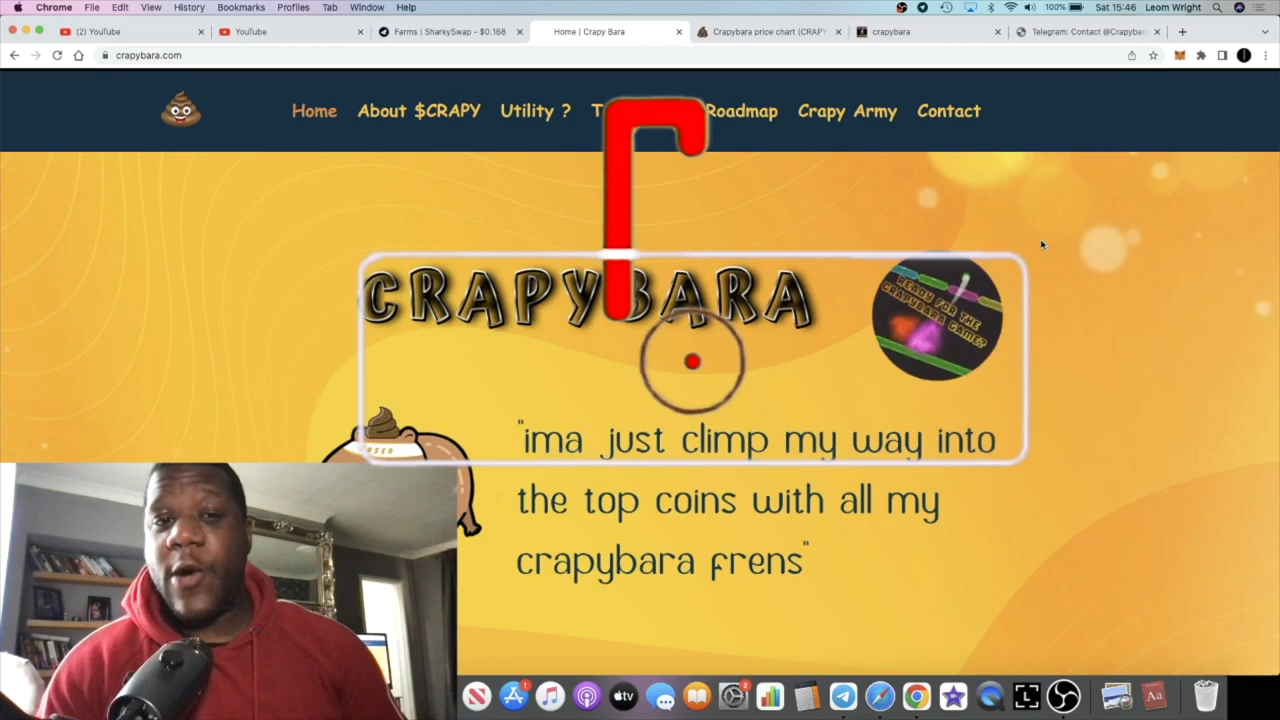 Chrome File Edit View History Bookmarks Profiles Tab Window Help 100% Sat 15:46 Leom Wright
(2) YouTube YouTube Farms | SharkySwap - $0.168 Home | Crapy Bara Crapybara price chart (CRAPY crapybara Telegram: Contact @Crapybar
crapybara.com
Home About $CRAPY Utility ? Roadmap Crapy Army Contact
CRAPYBARA
READY FOR THE
CRAPYBARA GAME?
"ima just climp my way into
the top coins with all my
crapybara frens"